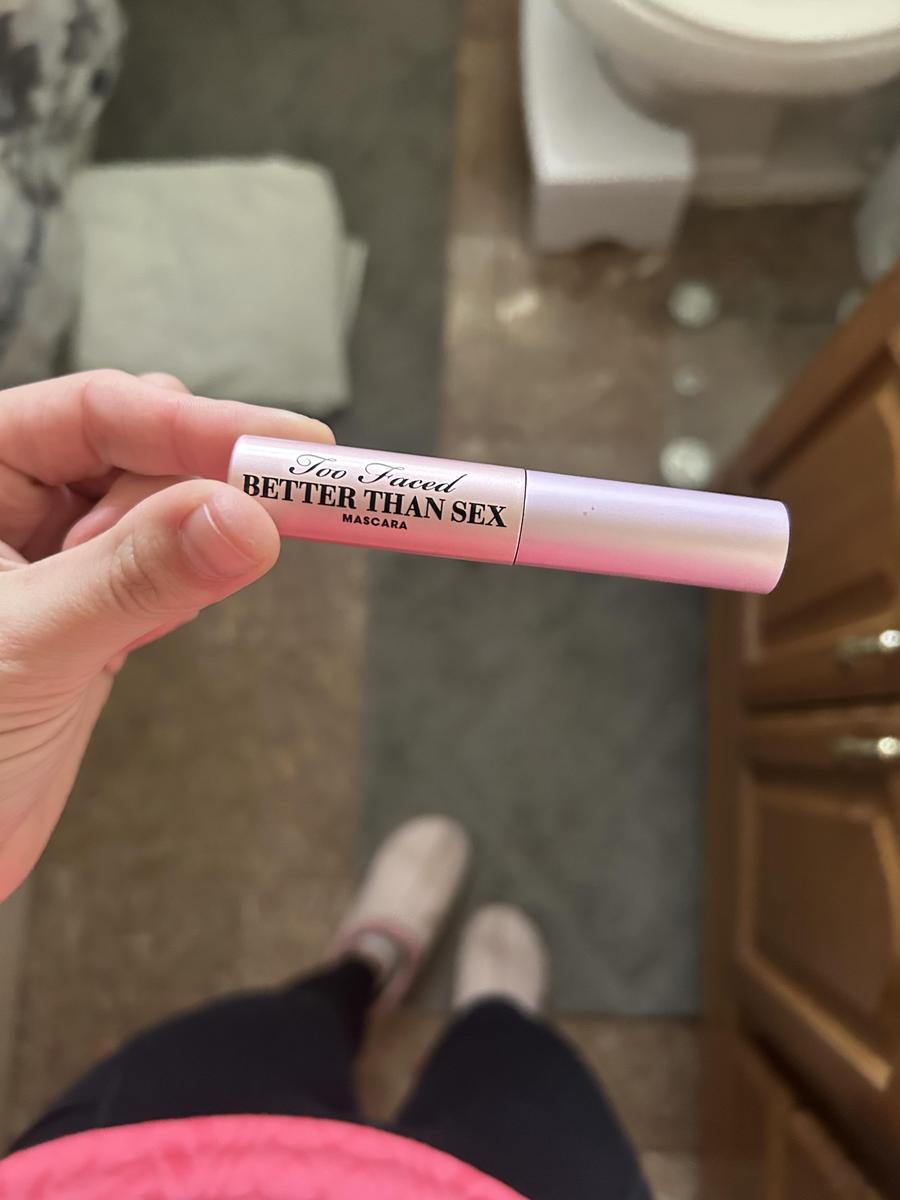 Too Faced
BETTER THAN SEX
MASCARA